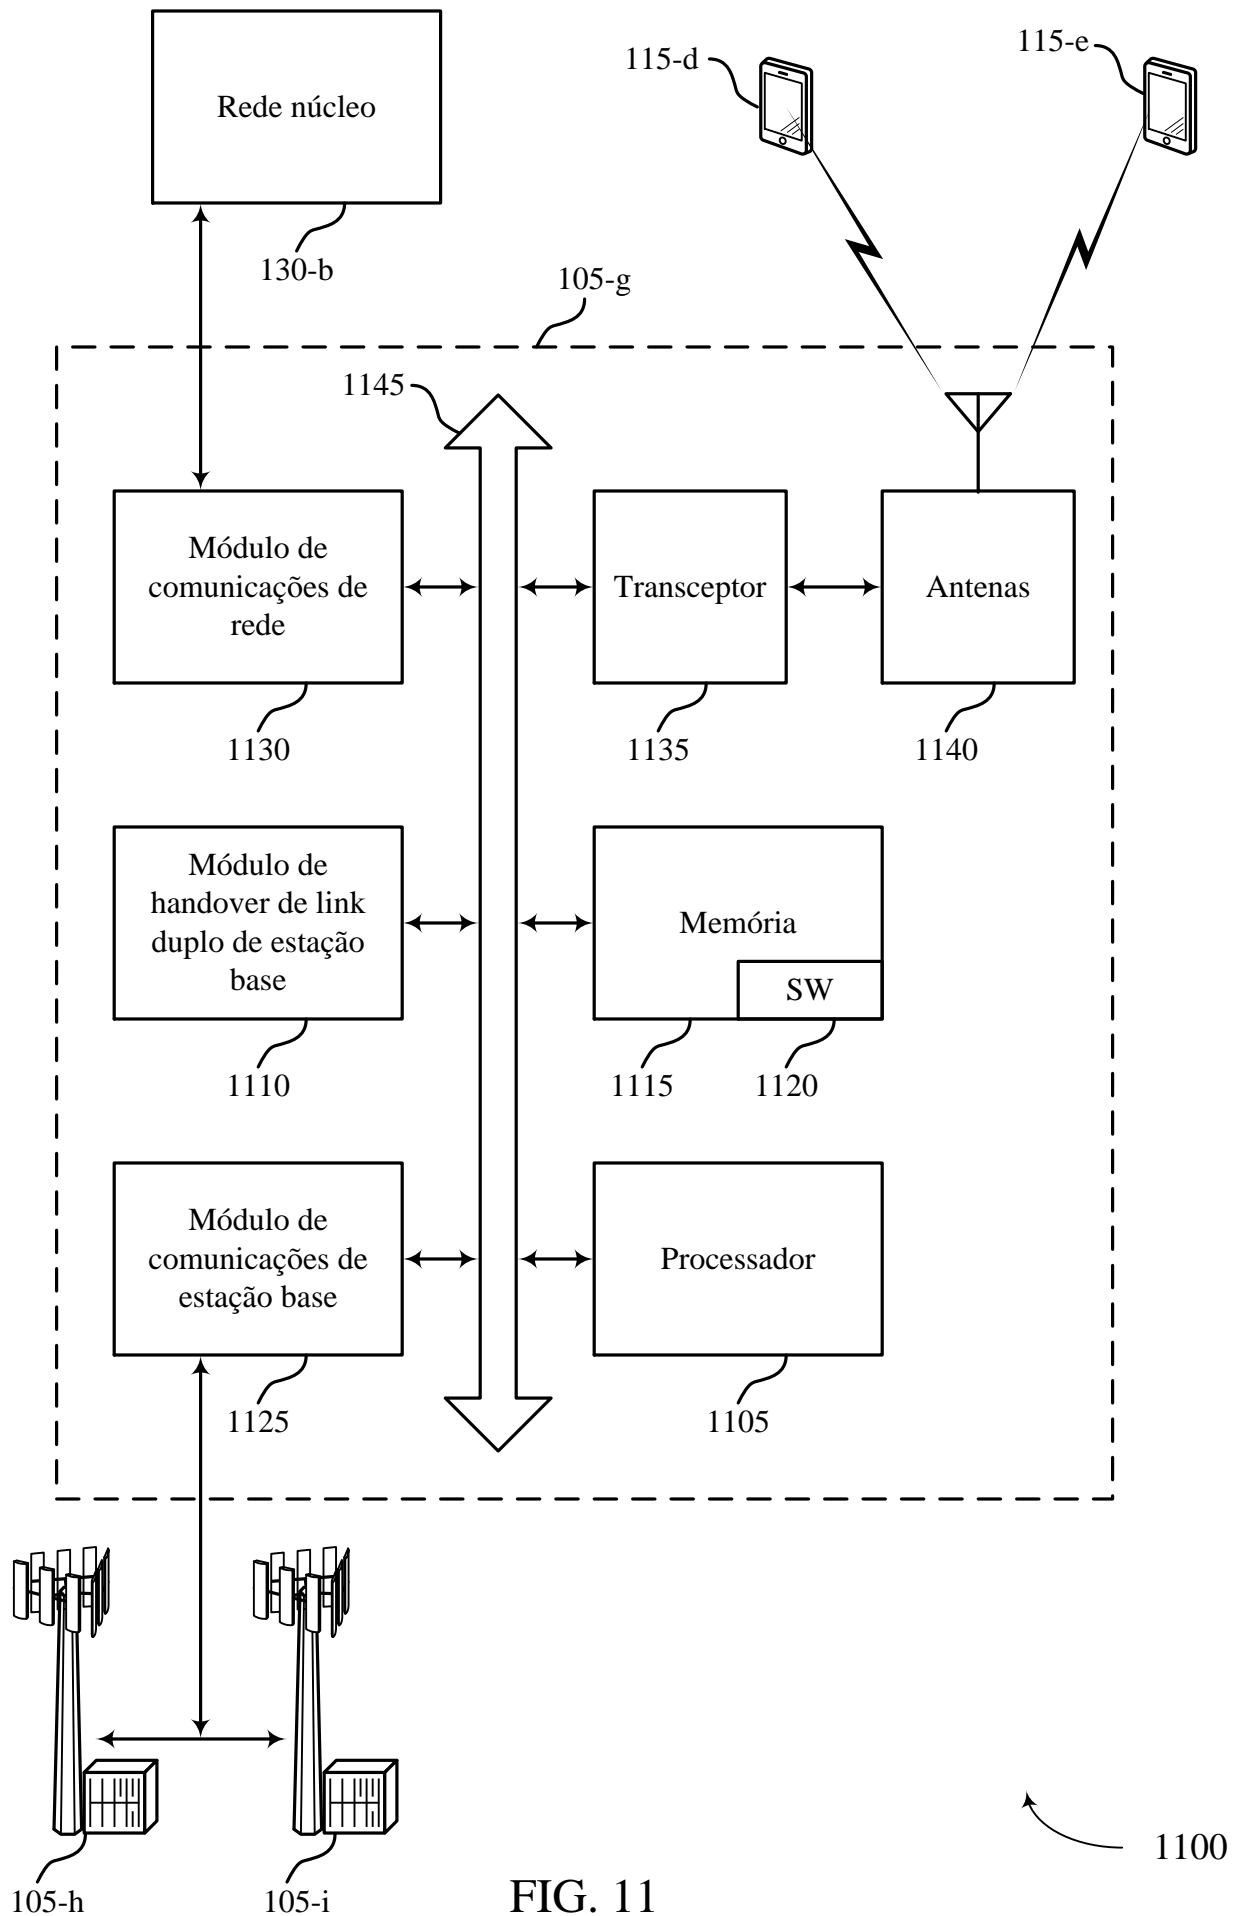 Rede núcleo
130-b
115-d
115-e
105-g
1145
Módulo de
comunicações de
rede
1130
Transceptor
1135
Antenas
1140
Módulo de
handover de link
duplo de estação
base
1110
Memória
SW
1115
1120
Módulo de
comunicações de
estação base
1125
Processador
1105
105-h
105-i
1100
FIG. 11